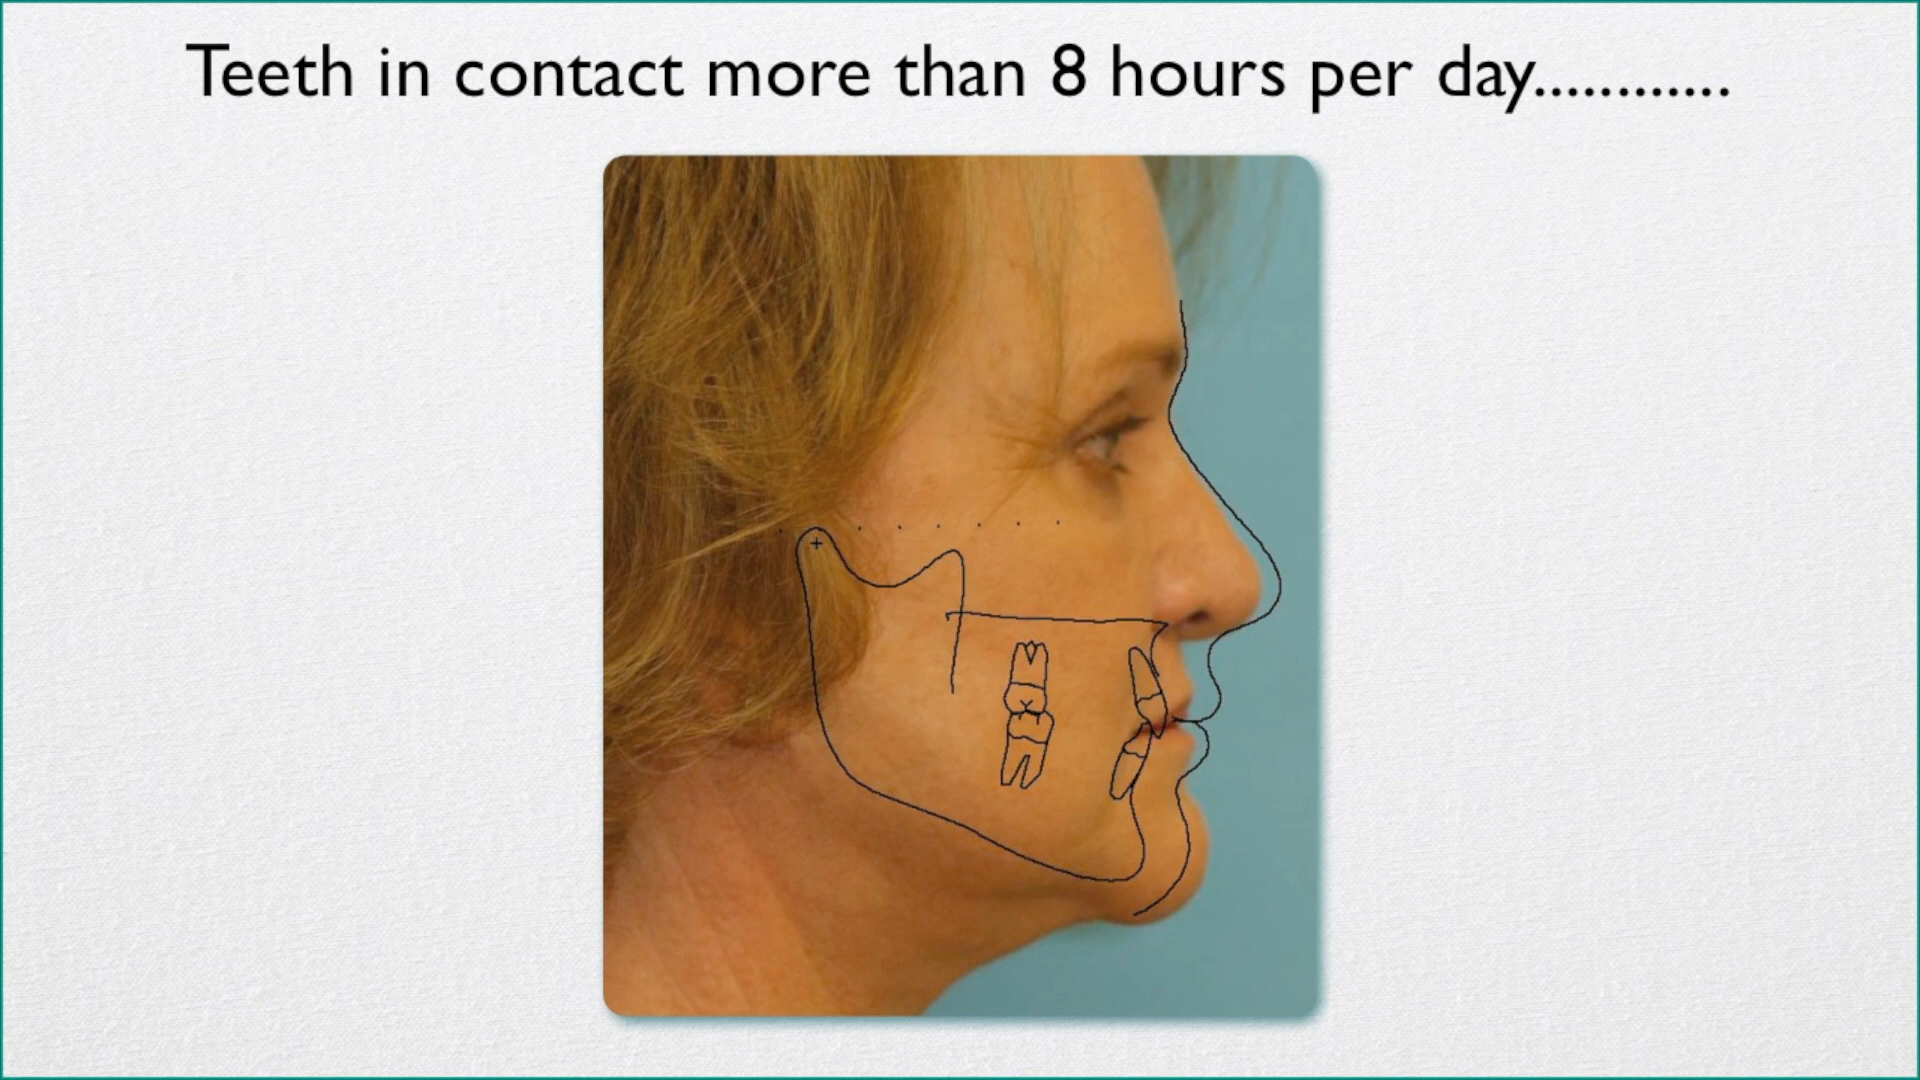 Teeth in contact more than 8 hours per day............